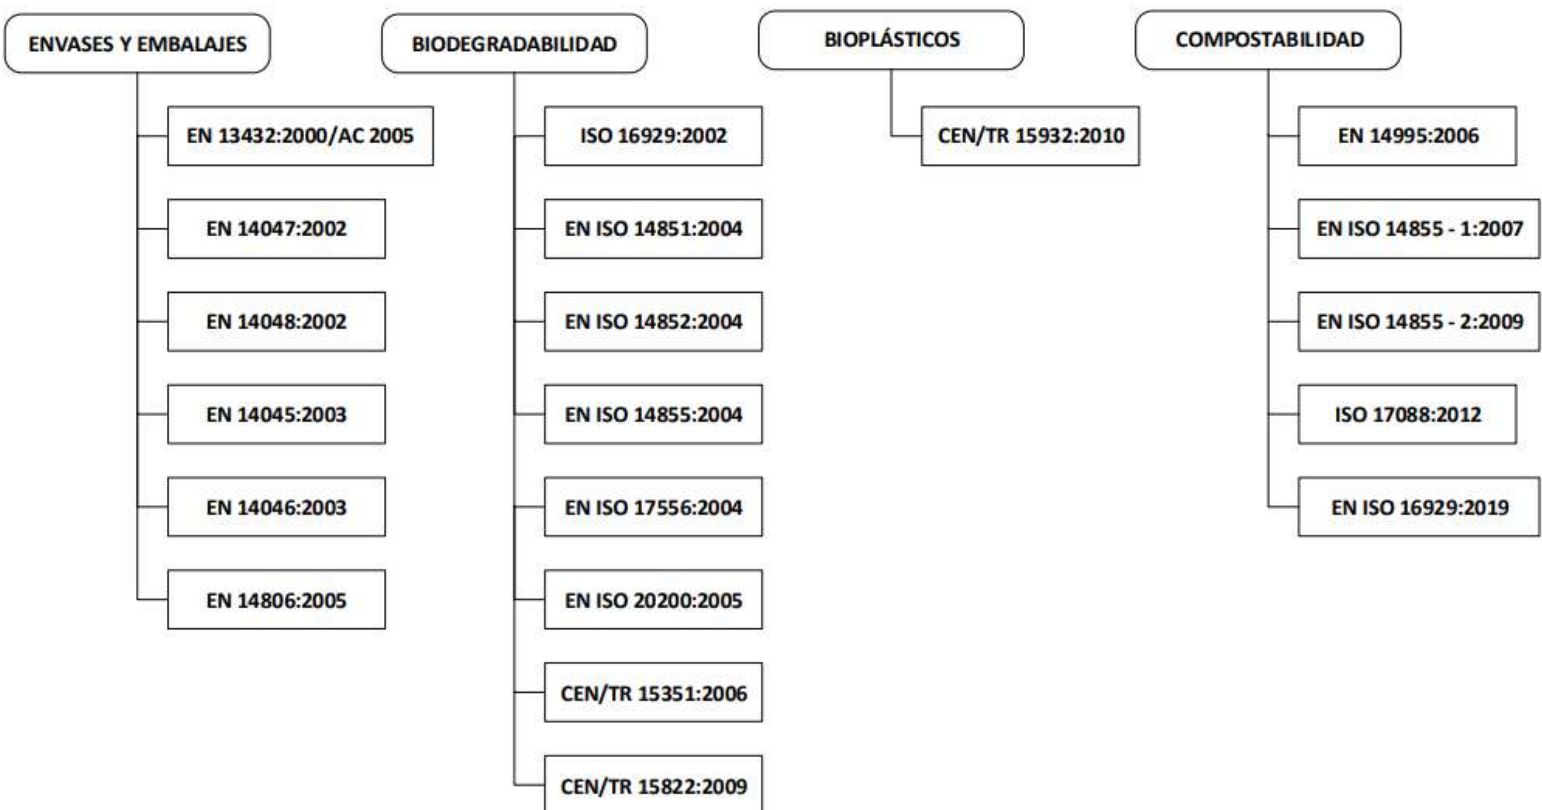 ENVASES Y EMBALAJES
EN 13432:2000/AC 2005
EN 14047:2002
EN 14048:2002
EN 14045:2003
EN 14046:2003
EN 14806:2005
BIODEGRADABILIDAD
ISO 16929:2002
EN ISO 14851:2004
EN ISO 14852:2004
EN ISO 14855:2004
EN ISO 17556:2004
EN ISO 20200:2005
CEN/TR 15351:2006
CEN/TR 15822:2009
BIOPLÁSTICOS
CEN/TR 15932:2010
COMPOSTABILIDAD
EN 14995:2006
EN ISO 14855 - 1:2007
EN ISO 14855 - 2:2009
ISO 17088:2012
EN ISO 16929:2019